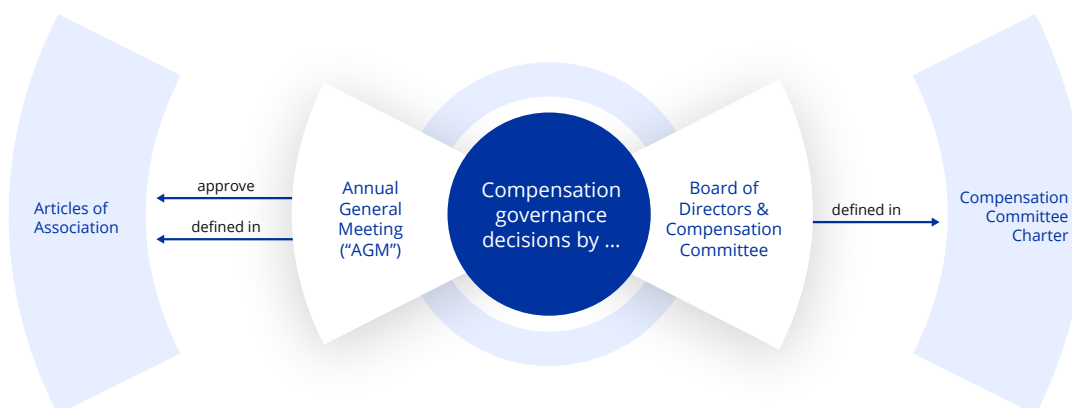 Articles of
Association
approve
defined in
Annual
General
Meeting
(“AGM”)
Compensation
governance
decisions by ...
Board of
Directors &
Compensation
Committee
defined in
Compensation
Committee
Charter